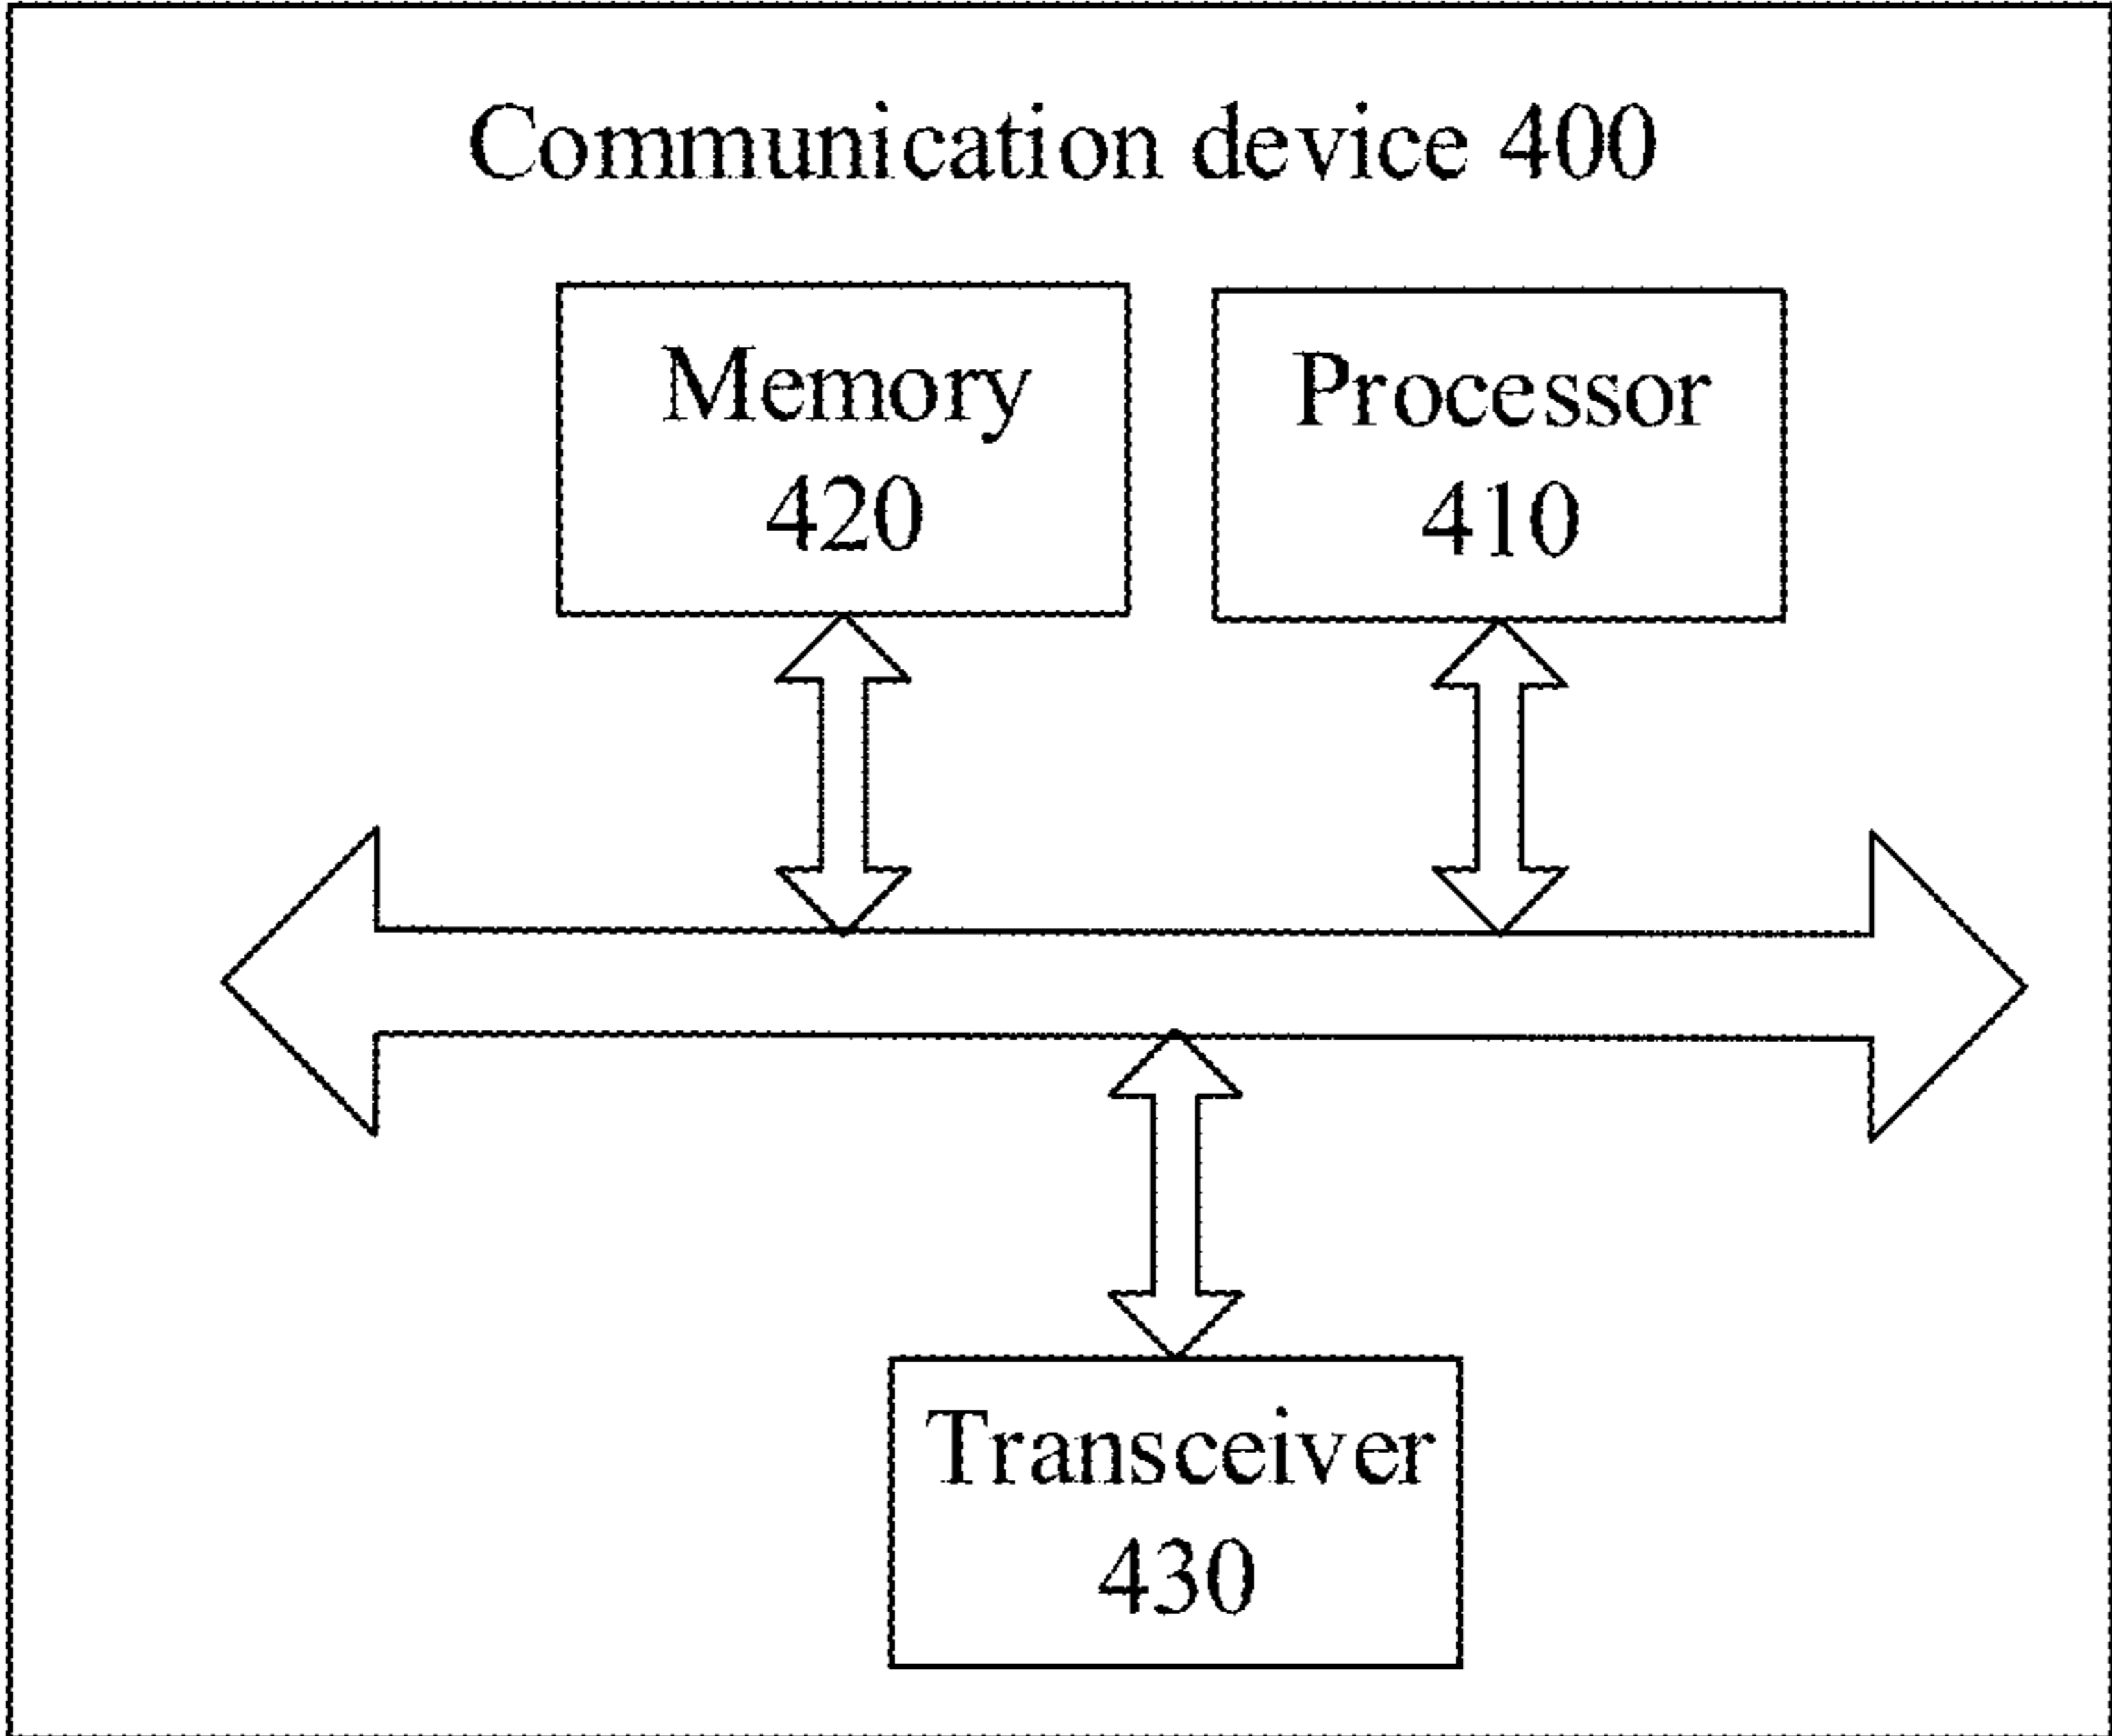 Communication device 400
Memory
420
Processor
410
Transceiver
430